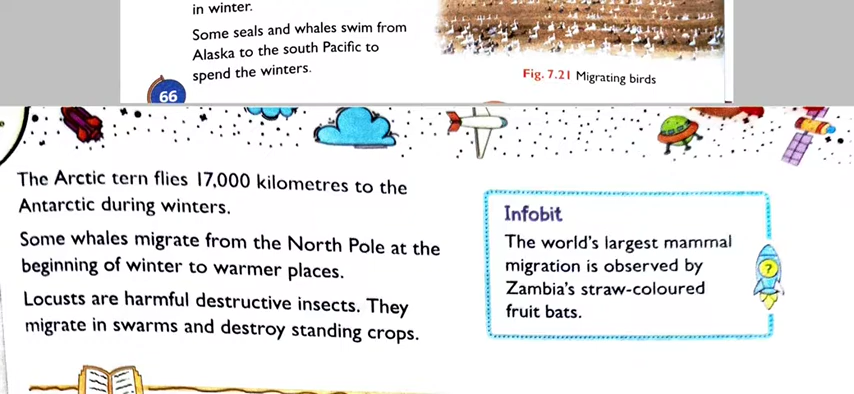 in winter.
Some seals and whales swim from
Alaska to the south Pacific to
spend the winters.
Fig. 7.21 Migrating birds
66
The Arctic tern flies 17,000 kilometres to the
Antarctic during winters.
Some whales migrate from the North Pole at the
beginning of winter to warmer places.
Locusts are harmful destructive insects. They
migrate in swarms and destroy standing crops.
Infobit
The world's largest mammal
migration is observed by
Zambia's straw-coloured
fruit bats.
?